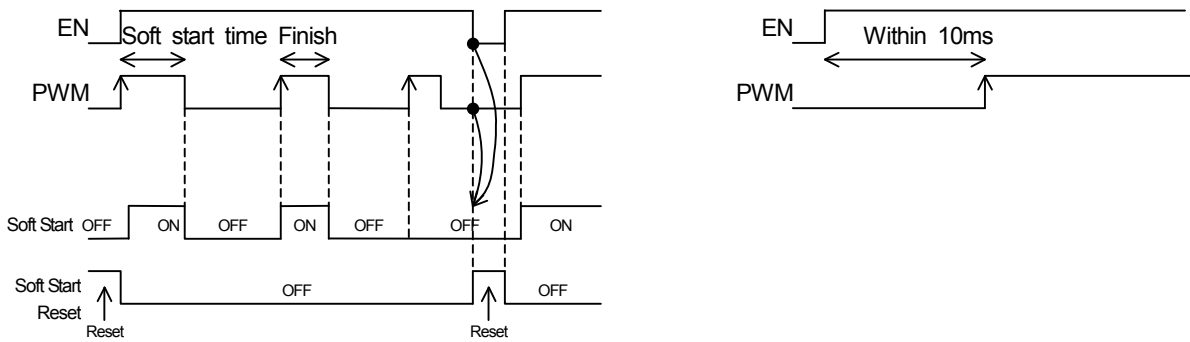 EN
Soft start time Finish
PWM
Soft Start OFF ON OFF ON OFF OFF ON
Soft Start
Reset
OFF OFF
Reset Reset
EN
Within 10ms
PWM